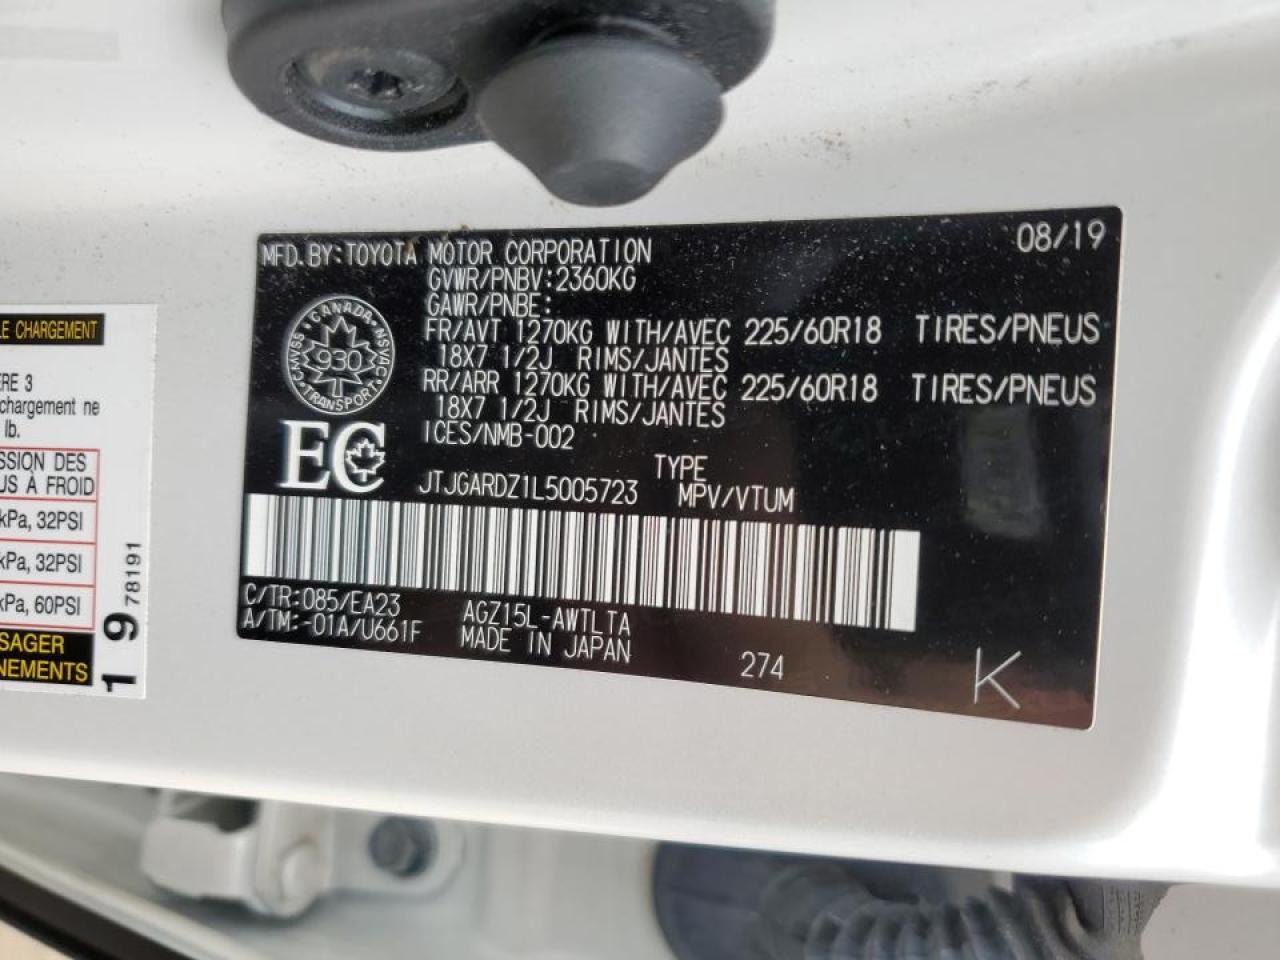 MFD.BY:TOYOTA MOTOR CORPORATION 08/19
GVWR/PNBV:2360KG
GAWR/PNBE:
FR/AVT 1270KG WITH/AVEC 225/60R18 TIRES/PNEUS
18X7 1/2J RIMS/JANTES
RR/ARR 1270KG WITH/AVEC 225/60R18 TIRES/PNEUS
18X7 1/2J RIMS/JANTES
ICES/NMB-002
CANADA
CMVSS NSVAC
930
TRANSPORT
EC
TYPE
JTJGARDZ1L5005723 MPV/VTUM
C/TR:085/EA23 AGZ15L-AWTLTA
A/TM:-01A/U661F MADE IN JAPAN
274
K
LE CHARGEMENT
ERE 3
chargement ne
lb.
SSION DES
US À FROID
kPa, 32PSI
kPa, 32PSI
kPa, 60PSI
SAGER
NEMENTS
19 78191